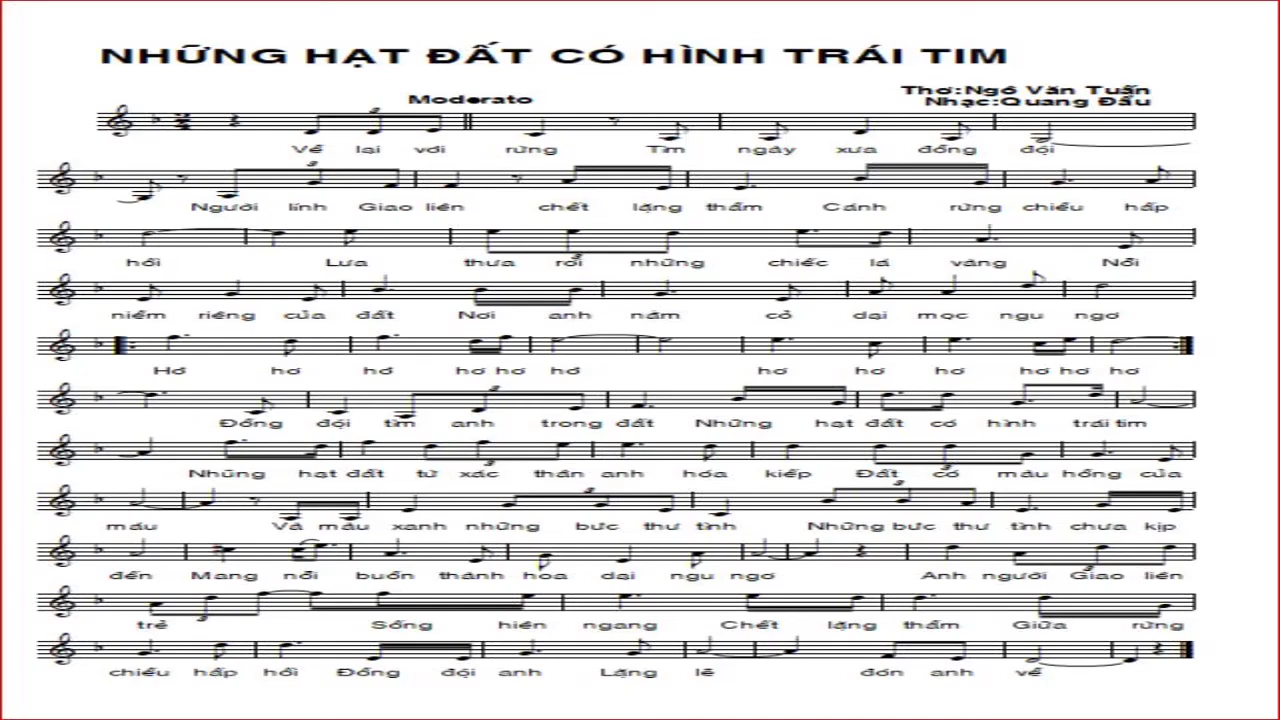 NHỮNG HẠT ĐẤT CÓ HÌNH TRÁI TIM
Thơ:Ngô Văn Tuấn
Moderato
Nhạc:Quang Đẩu
Về lại với rừng Tìm ngày xưa đồng đội
Người lính Giao liên chết lặng thầm Cánh rừng chiều hấp
hối Lưa thưa rơi những chiếc lá vàng Nỗi
niềm riêng của đất Nơi anh nằm cỏ dại mọc ngu ngơ
Hơ hơ hơ hơ hơ hơ hơ hơ hơ hơ hơ hơ
Đồng đội tìm anh trong đất Những hạt đất có hình trái tim
Những hạt đất từ xác thân anh hóa kiếp Đất có màu hồng của
máu Và màu xanh những bức thư tình Những bức thư tình chưa kịp
đến Mang nỗi buồn thành hoa dại ngu ngơ Anh người Giao liên
trẻ Sống hiên ngang Chết lặng thầm Giữa rừng
chiều hấp hối Đồng đội anh Lặng lẽ đón anh về